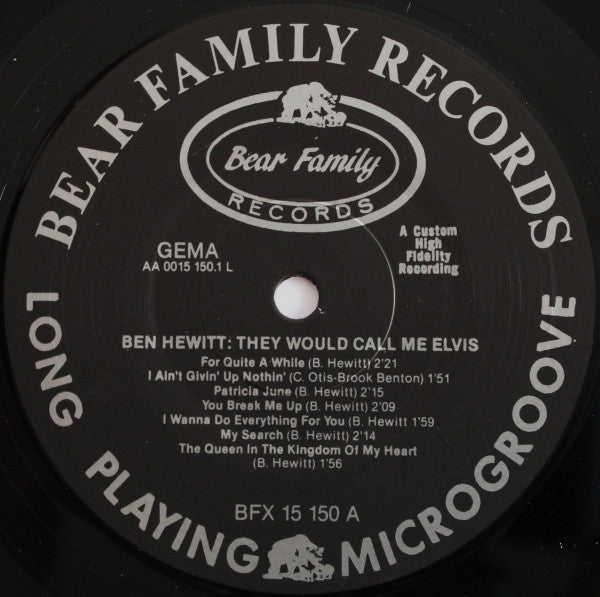 BEAR FAMILY RECORDS
Bear Family
RECORDS
GEMA
AA 0015 150.1 L
A Custom
High
Fidelity
Recording
BEN HEWITT: THEY WOULD CALL ME ELVIS
For Quite A While (B. Hewitt) 2'21
I Ain't Givin' Up Nothin' (C. Otis-Brook Benton) 1'51
Patricia June (B. Hewitt) 2'15
You Break Me Up (B. Hewitt) 2'09
I Wanna Do Everything For You (B. Hewitt 1'59
My Search (B. Hewitt) 2'14
The Queen In The Kingdom Of My Heart
(B. Hewitt) 1'56
BFX 15 150 A
LONG PLAYING MICROGROOVE